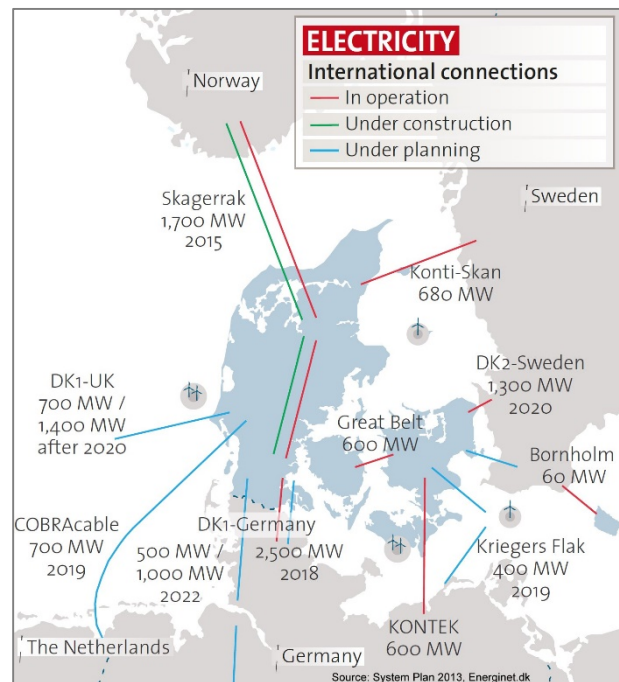 ELECTRICITY
International connections
In operation
Under construction
Under planning
Norway
Sweden
Skagerrak
1,700 MW
2015
Konti-Skan
680 MW
DK1-UK
700 MW /
1,400 MW
after 2020
DK2-Sweden
1,300 MW
2020
Great Belt
600 MW
Bornholm
60 MW
COBRAcable
700 MW
2019
DK1-Germany
500 MW /
1,000 MW
2022
2,500 MW
2018
Kriegers Flak
400 MW
2019
KONTEK
600 MW
The Netherlands
Germany
Source: System Plan 2013, Energinet.dk